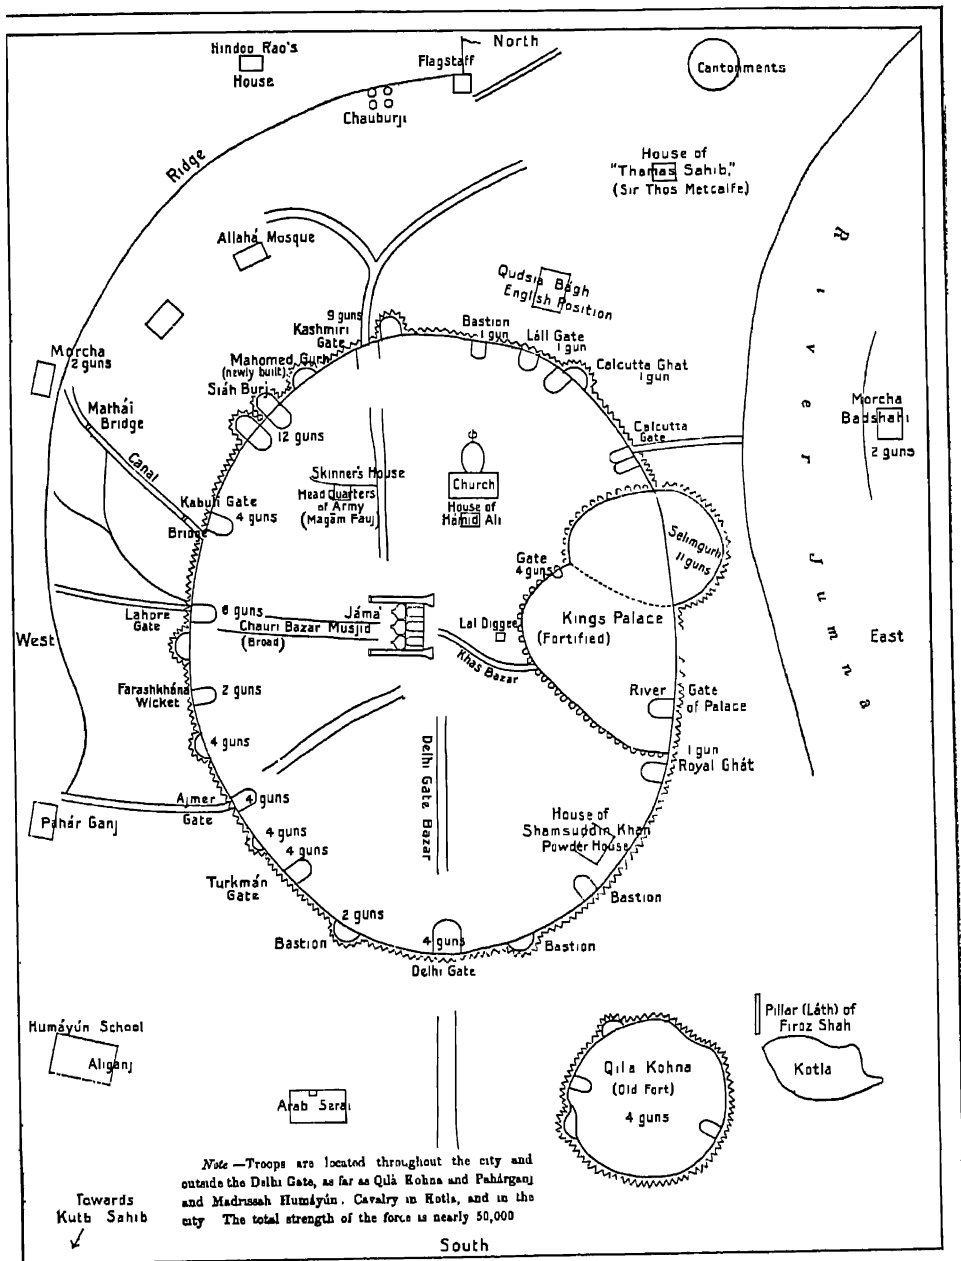 Hindoo Rao's
House
Flagstaff
North
Cantonments
Chauburji
Ridge
House of
"Thamas Sahib,"
(Sir Thos Metcalfe)
Allahá Mosque
Qudsia Bágh
English Position
River Jumna
9 guns
Kashmiri
Gate
Bastion
1 gun
Láll Gate
1 gun
Calcutta Ghat
1 gun
Morcha
2 guns
Mahomed Gurh
(newly built)
Siáh Burj
12 guns
Mathái
Bridge
Canal
Calcutta
Gate
Morcha
Badshahi
2 guns
Skinner's House
Head Quarters
of Army
(Magám Fauj)
Church
House of
Hámid Ali
Kabuli Gate
4 guns
Bridge
Selimgurh
11 guns
Gate
4 guns
Kings Palace
(Fortified)
Lahore
Gate
6 guns
Chauri Bazar
(Broad)
Jáma'
Musjid
Lal Diggee
Khas Bazar
West
East
Farashkhána
Wicket
2 guns
River Gate
of Palace
4 guns
1 gun
Royal Ghát
Delhi Gate Bazar
Ajmer
Gate
4 guns
Pahár Ganj
4 guns
4 guns
Turkmán
Gate
House of
Shamsuddin Khan
Powder House
Bastion
2 guns
Bastion
4 guns
Delhi Gate
Bastion
Humáyún School
Aliganj
Arab Serai
Qila Kohna
(Old Fort)
4 guns
Pillar (Láth) of
Firoz Shah
Kotla
Note —Troops are located throughout the city and
outside the Delhi Gate, as far as Qilà Kohna and Pahárganj
and Madrussah Humáyún. Cavalry in Kotla, and in the
city The total strength of the force is nearly 50,000
Towards
Kutb Sahib
South